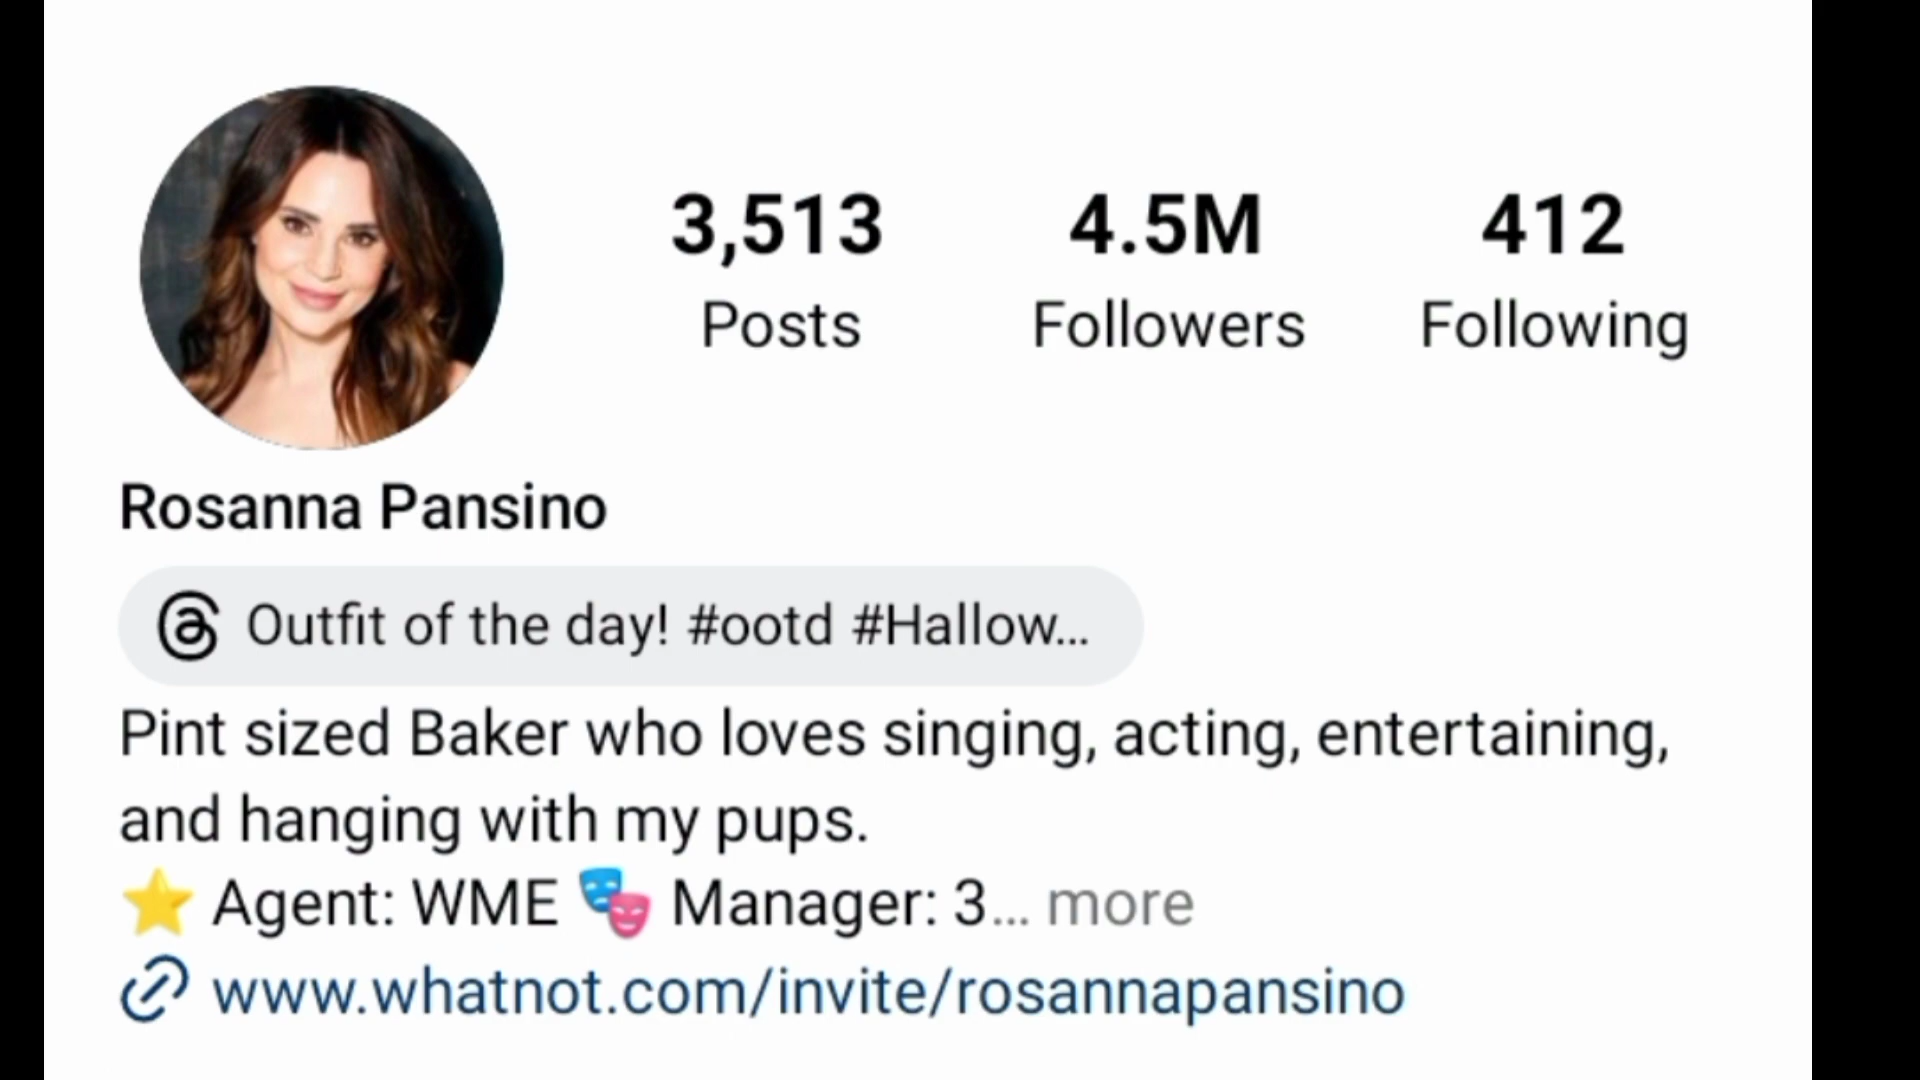 3,513 4.5M 412
Posts Followers Following
Rosanna Pansino
Outfit of the day! #ootd #Hallow...
Pint sized Baker who loves singing, acting, entertaining,
and hanging with my pups.
⭐ Agent: WME 🎭 Manager: 3... more
www.whatnot.com/invite/rosannapansino